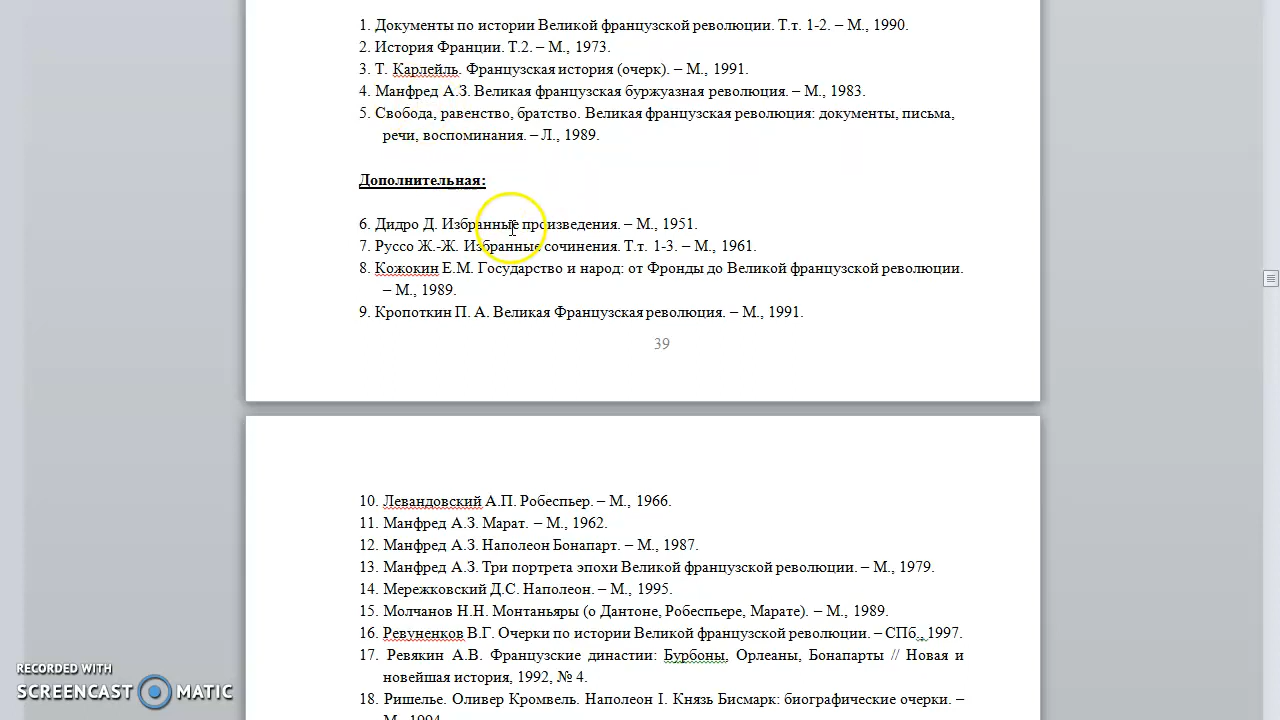 1. Документы по истории Великой французской революции. Т.т. 1-2. – М., 1990.
2. История Франции. Т.2. – М., 1973.
3. Т. Карлейль. Французская история (очерк). – М., 1991.
4. Манфред А.З. Великая французская буржуазная революция. – М., 1983.
5. Свобода, равенство, братство. Великая французская революция: документы, письма,
речи, воспоминания. – Л., 1989.
Дополнительная:
6. Дидро Д. Избранные произведения. – М., 1951.
7. Руссо Ж.-Ж. Избранные сочинения. Т.т. 1-3. – М., 1961.
8. Кожокин Е.М. Государство и народ: от Фронды до Великой французской революции.
– М., 1989.
9. Кропоткин П. А. Великая Французская революция. – М., 1991.
39
10. Левандовский А.П. Робеспьер. – М., 1966.
11. Манфред А.З. Марат. – М., 1962.
12. Манфред А.З. Наполеон Бонапарт. – М., 1987.
13. Манфред А.З. Три портрета эпохи Великой французской революции. – М., 1979.
14. Мережковский Д.С. Наполеон. – М., 1995.
15. Молчанов Н.Н. Монтаньяры (о Дантоне, Робеспьере, Марате). – М., 1989.
16. Ревуненков В.Г. Очерки по истории Великой французской революции. – СПб., 1997.
17. Ревякин А.В. Французские династии: Бурбоны, Орлеаны, Бонапарты // Новая и
новейшая история, 1992, № 4.
18. Ришелье. Оливер Кромвель. Наполеон I. Князь Бисмарк: биографические очерки. –
М., 1994.
RECORDED WITH
SCREENCAST MATIC